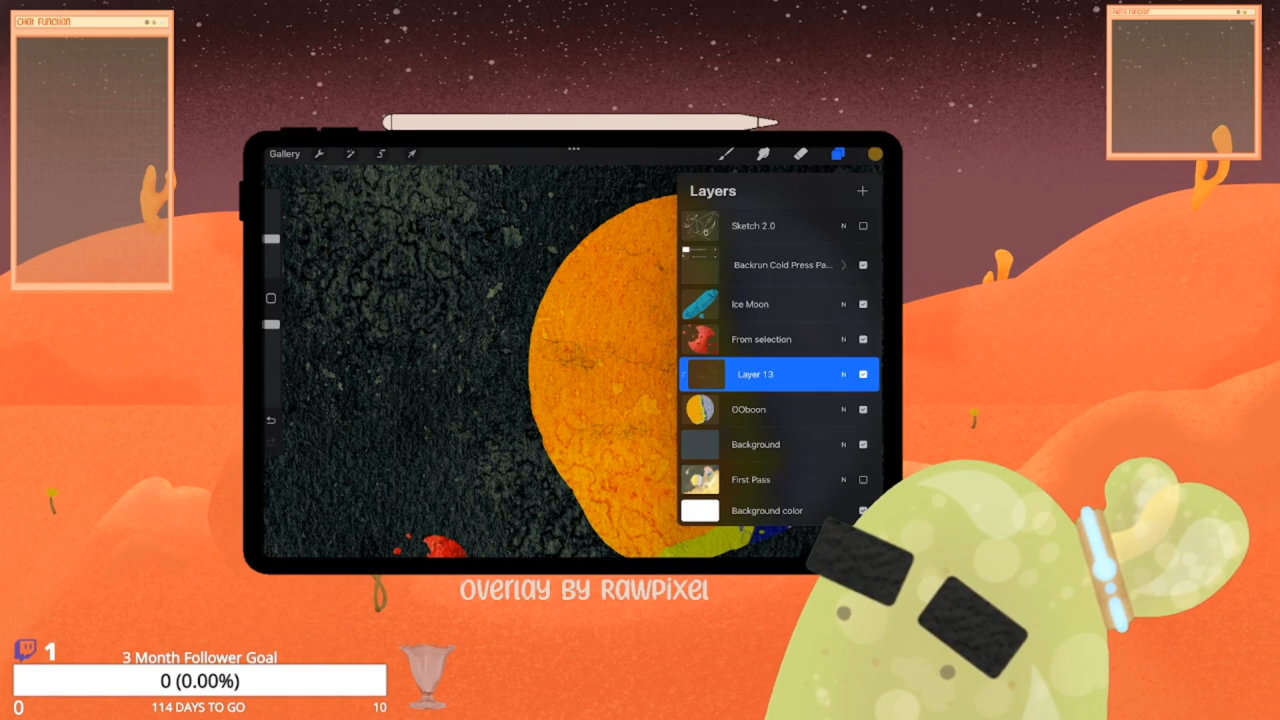 Chat Function
Gallery
Layers
Sketch 2.0 N
Backrun Cold Press Pa...
Ice Moon N
From selection N
Layer 13 N
OOboon N
Background N
First Pass N
Background color
Overlay by Rawpixel
1
3 Month Follower Goal
0 (0.00%)
0 114 DAYS TO GO 10